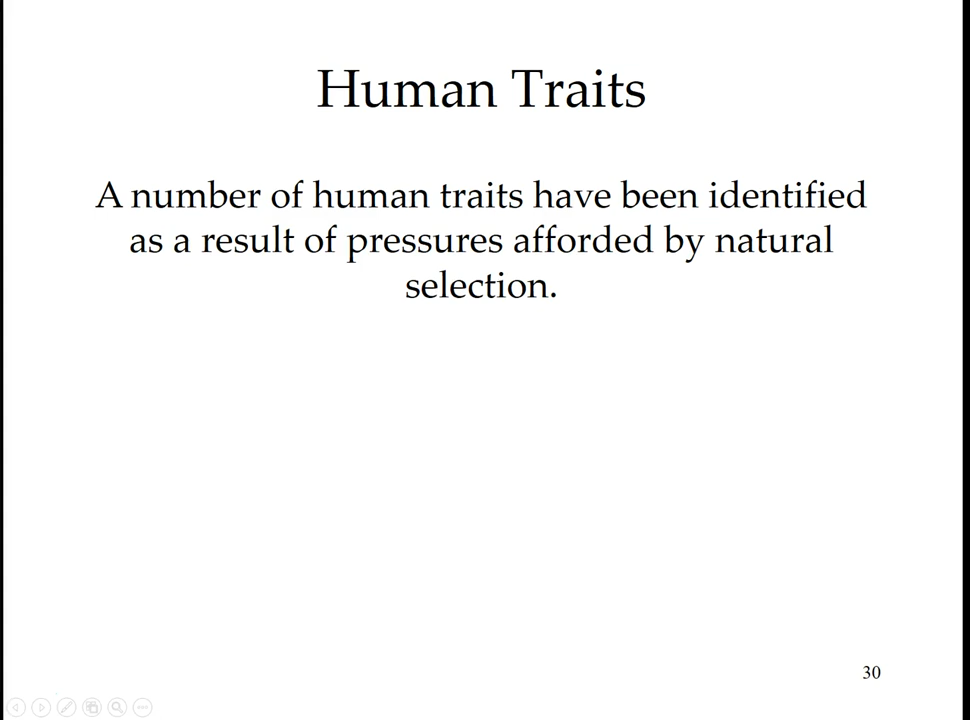 Human Traits
A number of human traits have been identified
as a result of pressures afforded by natural
selection.
30